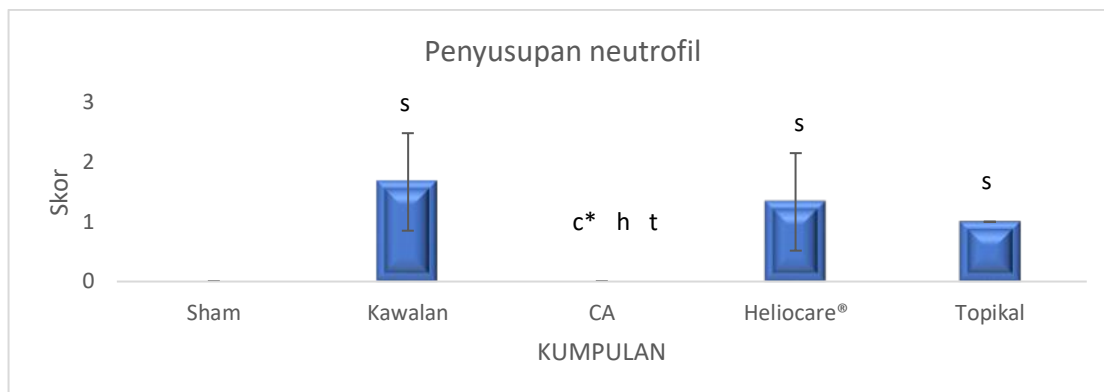 Penyusupan neutrofil
3
2
1
0
Skor
s
c* h t
s
s
Sham Kawalan CA Heliocare® Topikal
KUMPULAN